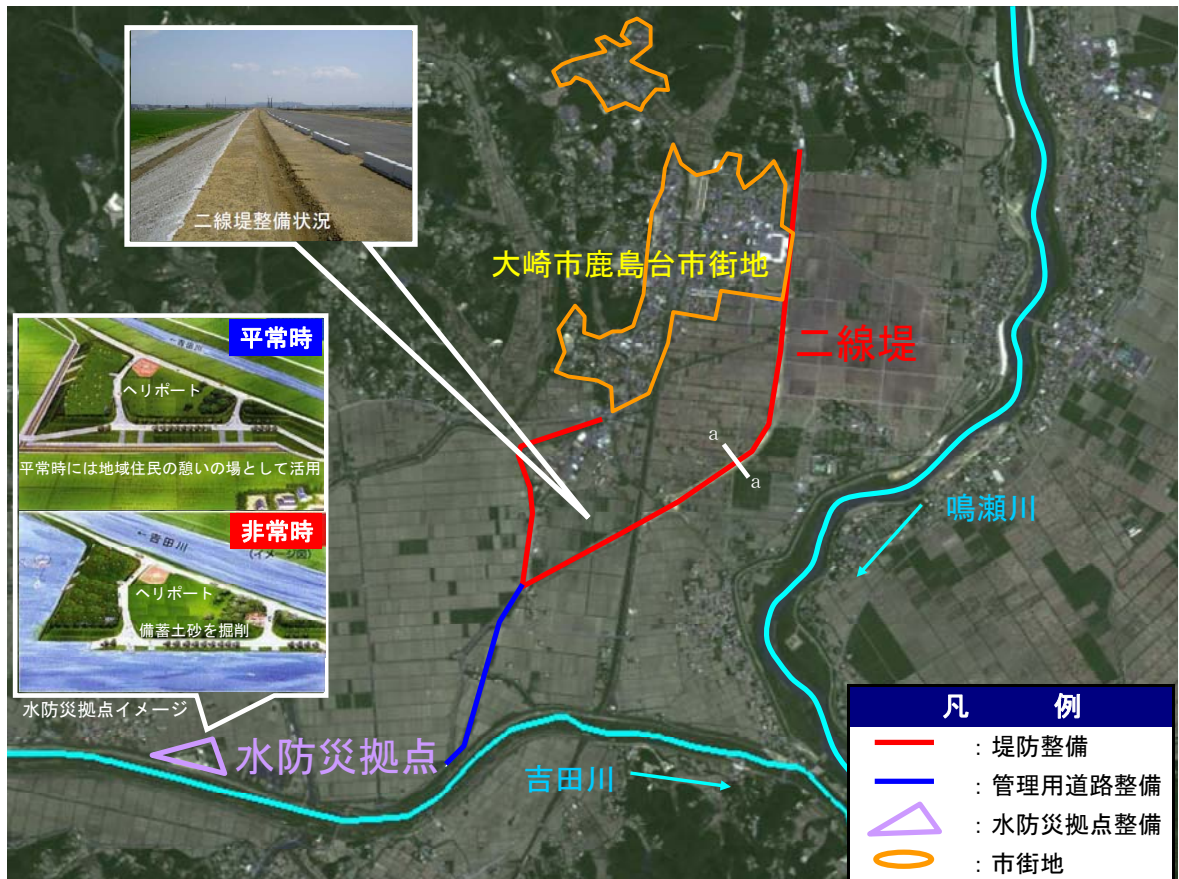 二線堤整備状況
大崎市鹿島台市街地
平常時
←吉田川
ヘリポート
平常時には地域住民の憩いの場として活用
非常時
←吉田川
(イメージ図)
ヘリポート
備蓄土砂を掘削
水防災拠点イメージ
二線堤
a
a
鳴瀬川
水防災拠点
吉田川
凡 例
：堤防整備
：管理用道路整備
：水防災拠点整備
：市街地